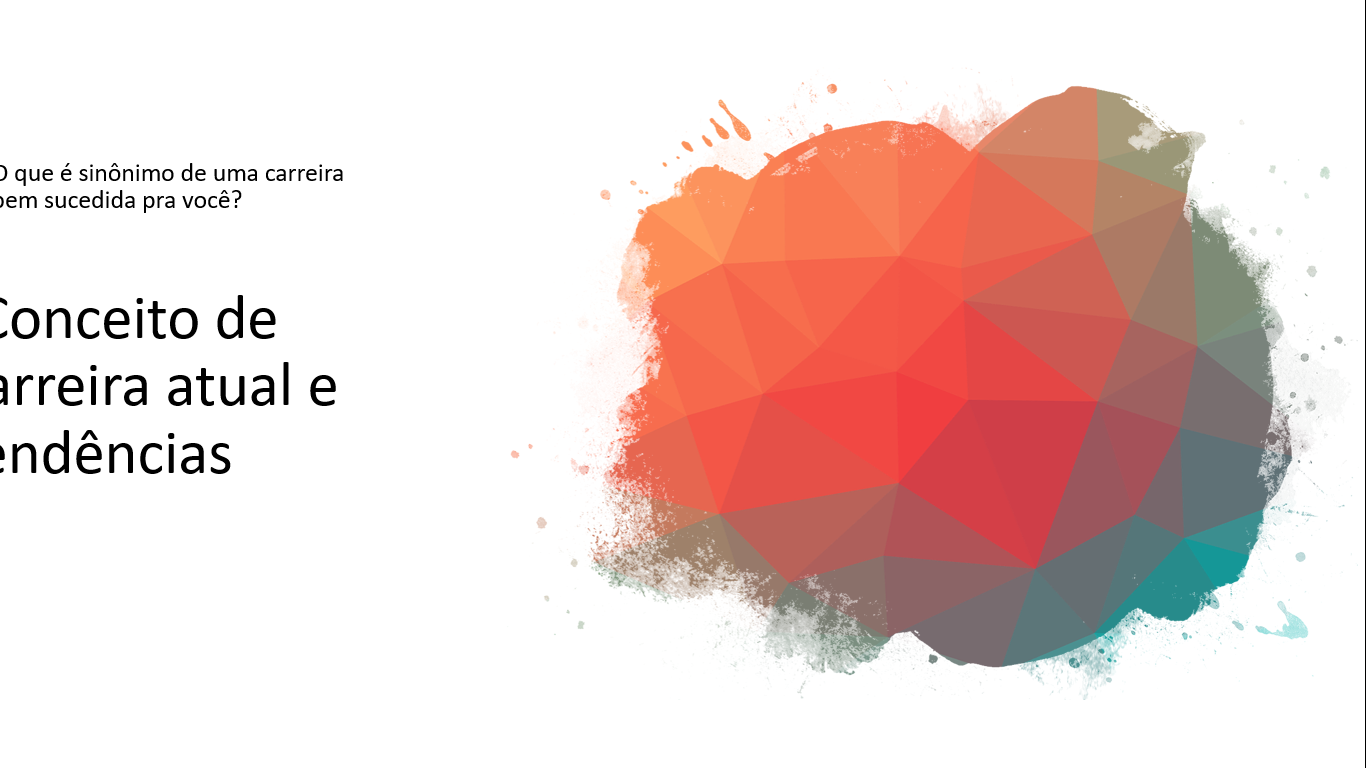 O que é sinônimo de uma carreira
bem sucedida pra você?
Conceito de
arreira atual e
endências